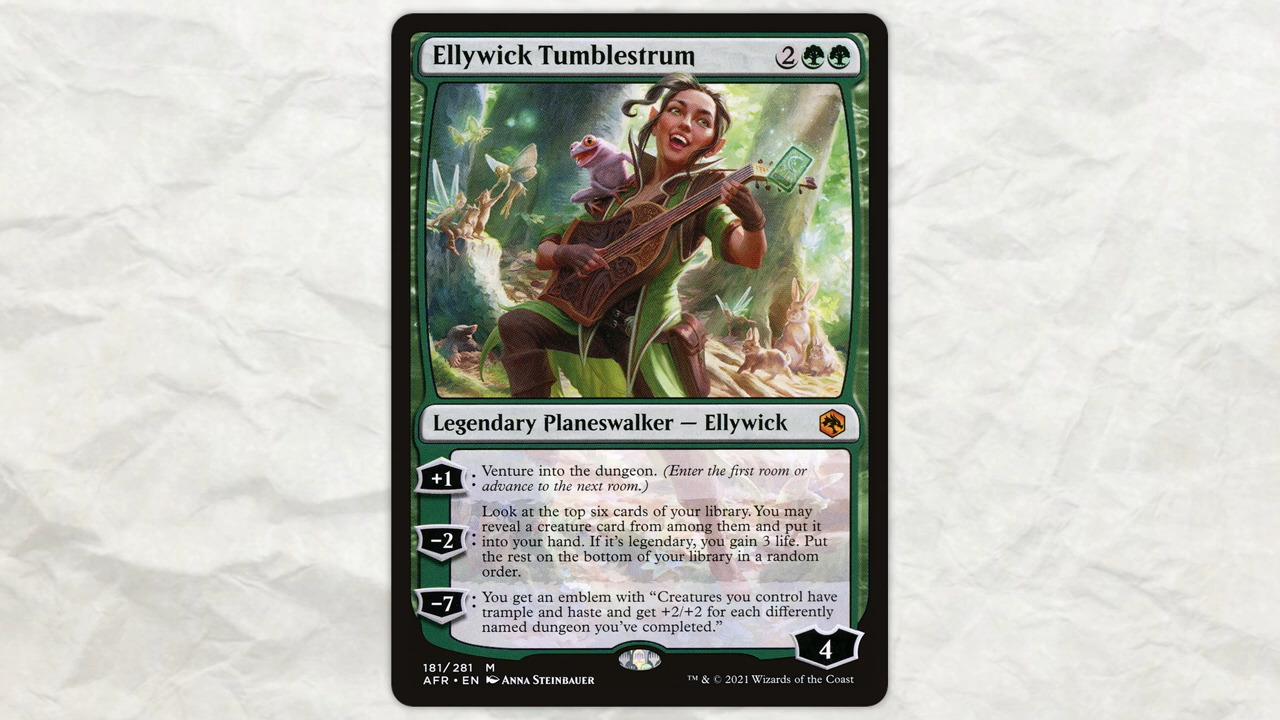 Ellywick Tumblestrum 2
Legendary Planeswalker — Ellywick
+1 : Venture into the dungeon. (Enter the first room or
advance to the next room.)
Look at the top six cards of your library. You may
reveal a creature card from among them and put it
−2 : into your hand. If it's legendary, you gain 3 life. Put
the rest on the bottom of your library in a random
order.
−7 : You get an emblem with “Creatures you control have
trample and haste and get +2/+2 for each differently
named dungeon you've completed.”
4
181/281 M
AFR • EN Anna Steinbauer
™ & © 2021 Wizards of the Coast